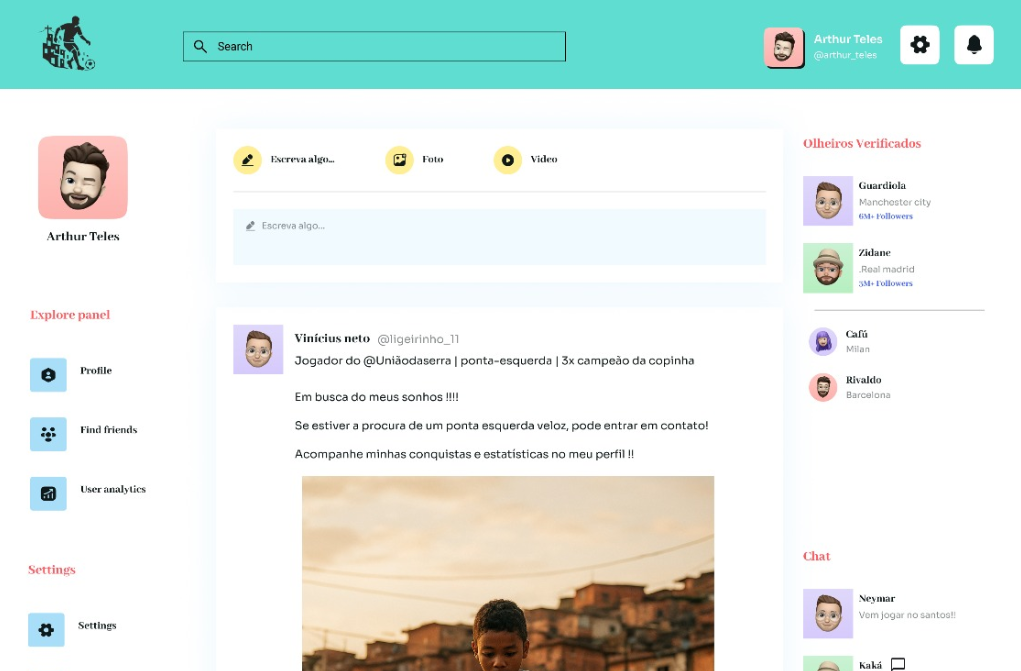 Search
Arthur Teles
@arthur_teles
Arthur Teles
Explore panel
Profile
Find friends
User analytics
Settings
Settings
Escreva algo...
Foto
Video
Escreva algo...
Vinícius neto @ligeirinho_11
Jogador do @Uniãodaserra | ponta-esquerda | 3x campeão da copinha
Em busca do meus sonhos !!!!
Se estiver a procura de um ponta esquerda veloz, pode entrar em contato!
Acompanhe minhas conquistas e estatísticas no meu perfil !!
Olheiros Verificados
Guardiola
Manchester city
6M+ Followers
Zidane
.Real madrid
3M+ Followers
Cafú
Milan
Rivaldo
Barcelona
Chat
Neymar
Vem jogar no santos!!
Kaká